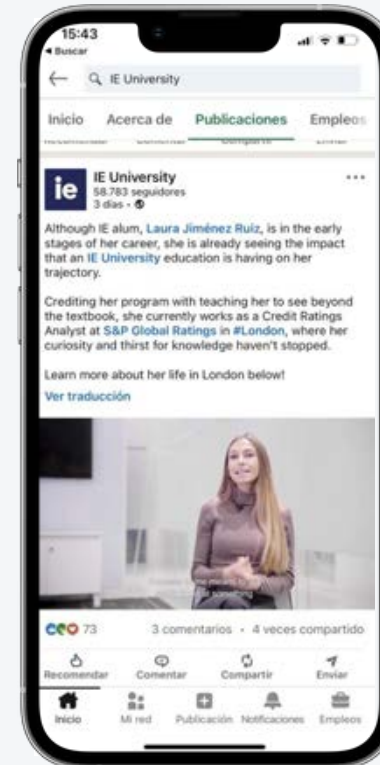 15:43
◀ Buscar
IE University
Inicio Acerca de Publicaciones Empleos
ie
IE University
58.783 seguidores
3 días •
Although IE alum, Laura Jiménez Ruiz, is in the early
stages of her career, she is already seeing the impact
that an IE University education is having on her
trajectory.
Crediting her program with teaching her to see beyond
the textbook, she currently works as a Credit Ratings
Analyst at S&P Global Ratings in #London, where her
curiosity and thirst for knowledge haven't stopped.
Learn more about her life in London below!
Ver traducción
73 3 comentarios • 4 veces compartido
Recomendar Comentar Compartir Enviar
Inicio Mi red Publicación Notificaciones Empleos